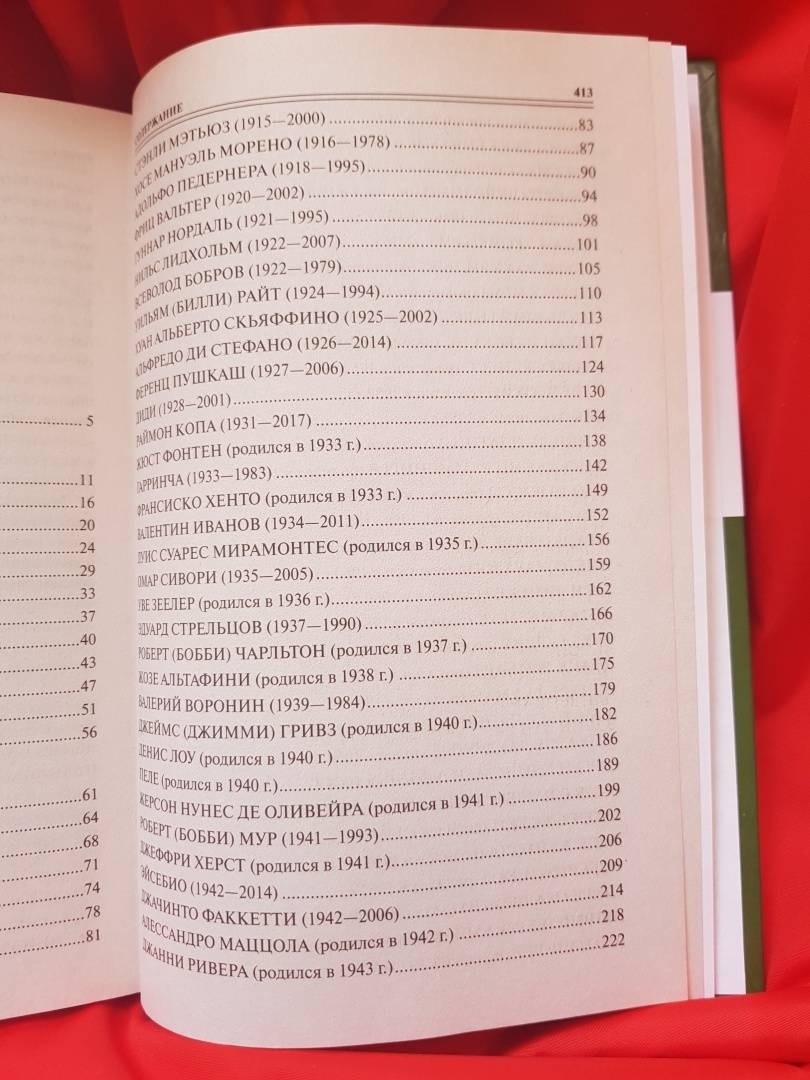 5
11
16
20
24
29
33
37
40
43
47
51
56
61
64
68
71
74
78
81
СОДЕРЖАНИЕ 413
СТЭНЛИ МЭТЬЮЗ (1915—2000) 83
ХОСЕ МАНУЭЛЬ МОРЕНО (1916—1978) 87
АДОЛЬФО ПЕДЕРНЕРА (1918—1995) 90
ФРИЦ ВАЛЬТЕР (1920—2002) 94
ГУННАР НОРДАЛЬ (1921—1995) 98
НИЛЬС ЛИДХОЛЬМ (1922—2007) 101
ВСЕВОЛОД БОБРОВ (1922—1979) 105
УИЛЬЯМ (БИЛЛИ) РАЙТ (1924—1994) 110
ХУАН АЛЬБЕРТО СКЬЯФФИНО (1925—2002) 113
АЛЬФРЕДО ДИ СТЕФАНО (1926—2014) 117
ФЕРЕНЦ ПУШКАШ (1927—2006) 124
ДИДИ (1928—2001) 130
РАЙМОН КОПА (1931—2017) 134
ЖЮСТ ФОНТЕН (родился в 1933 г.) 138
ГАРРИНЧА (1933—1983) 142
ФРАНСИСКО ХЕНТО (родился в 1933 г.) 149
ВАЛЕНТИН ИВАНОВ (1934—2011) 152
ЛУИС СУАРЕС МИРАМОНТЕС (родился в 1935 г.) 156
ОМАР СИВОРИ (1935—2005) 159
УВЕ ЗЕЕЛЕР (родился в 1936 г.) 162
ЭДУАРД СТРЕЛЬЦОВ (1937—1990) 166
РОБЕРТ (БОББИ) ЧАРЛЬТОН (родился в 1937 г.) 170
ЖОЗЕ АЛЬТАФИНИ (родился в 1938 г.) 175
ВАЛЕРИЙ ВОРОНИН (1939—1984) 179
ДЖЕЙМС (ДЖИММИ) ГРИВЗ (родился в 1940 г.) 182
ДЕНИС ЛОУ (родился в 1940 г.) 186
ПЕЛЕ (родился в 1940 г.) 189
ЖЕРСОН НУНЕС ДЕ ОЛИВЕЙРА (родился в 1941 г.) 199
РОБЕРТ (БОББИ) МУР (1941—1993) 202
ДЖЕФФРИ ХЕРСТ (родился в 1941 г.) 206
ЭЙСЕБИО (1942—2014) 209
ДЖАЧИНТО ФАККЕТТИ (1942—2006) 214
АЛЕССАНДРО МАЦЦОЛА (родился в 1942 г.) 218
ДЖАННИ РИВЕРА (родился в 1943 г.) 222